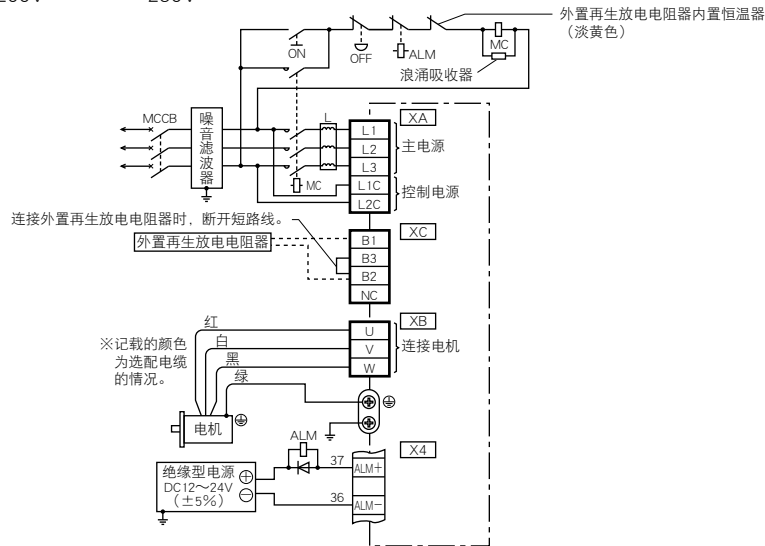 外置再生放电电阻器内置恒温器
（淡黄色）
ON
OFF
ALM
MC
浪涌吸收器
MCCB
噪音滤波器
L
XA
L1
L2
L3
主电源
L1C
L2C
控制电源
MC
连接外置再生放电电阻器时，断开短路线。
外置再生放电电阻器
XC
B1
B3
B2
NC
XB
红
白
黑
绿
U
V
W
连接电机
※记载的颜色
为选配电缆
的情况。
电机
ALM
X4
绝缘型电源
DC12～24V
（±5%）
37
ALM＋
36
ALM－